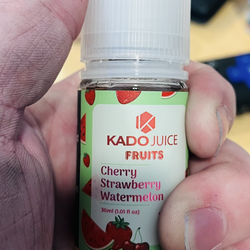 KADO JUICE
FRUITS
Cherry
Strawberry
Watermelon
30ml (1.01 fl oz)